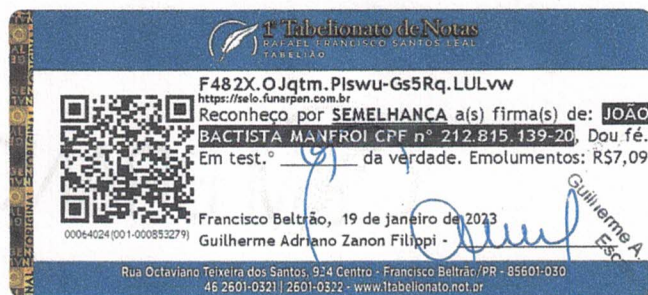 1º Tabelionato de Notas
RAFAEL FRANCISCO SANTOS LEAL
TABELIÃO
F482X.OJqtm.PIswu-Gs5Rq.LULvw
https://selo.funarpen.com.br
Reconheço por SEMELHANÇA a(s) firma(s) de: JOÃO
BACTISTA MANFROI CPF nº 212.815.139-20, Dou fé.
Em test.º ________ da verdade. Emolumentos: R$7,09
Francisco Beltrão, 19 de janeiro de 2023
Guilherme Adriano Zanon Filippi -
Guilherme A.
00064024(001-000853279)
Rua Octaviano Teixeira dos Santos, 924 Centro - Francisco Beltrão/PR - 85601-030
46 2601-0321 | 2601-0322 - www.1tabelionato.not.br